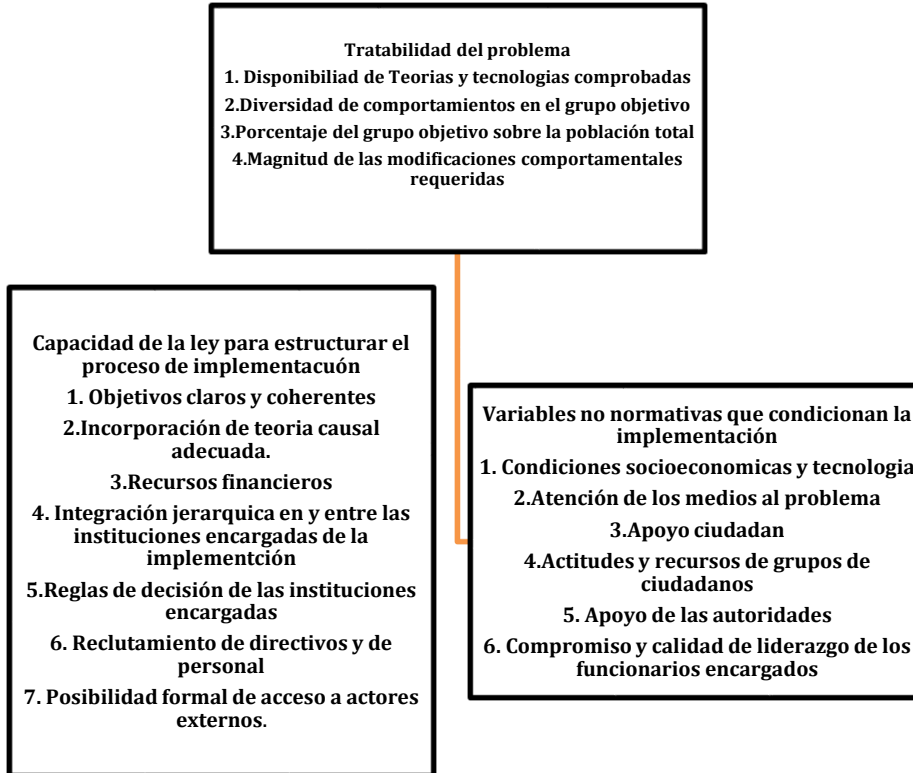 Tratabilidad del problema
1. Disponibiliad de Teorias y tecnologias comprobadas
2.Diversidad de comportamientos en el grupo objetivo
3.Porcentaje del grupo objetivo sobre la población total
4.Magnitud de las modificaciones comportamentales
requeridas
Capacidad de la ley para estructurar el
proceso de implementacuón
1. Objetivos claros y coherentes
2.Incorporación de teoria causal
adecuada.
3.Recursos financieros
4. Integración jerarquica en y entre las
instituciones encargadas de la
implementción
5.Reglas de decisión de las instituciones
encargadas
6. Reclutamiento de directivos y de
personal
7. Posibilidad formal de acceso a actores
externos.
Variables no normativas que condicionan la
implementación
1. Condiciones socioeconomicas y tecnologia
2.Atención de los medios al problema
3.Apoyo ciudadan
4.Actitudes y recursos de grupos de
ciudadanos
5. Apoyo de las autoridades
6. Compromiso y calidad de liderazgo de los
funcionarios encargados